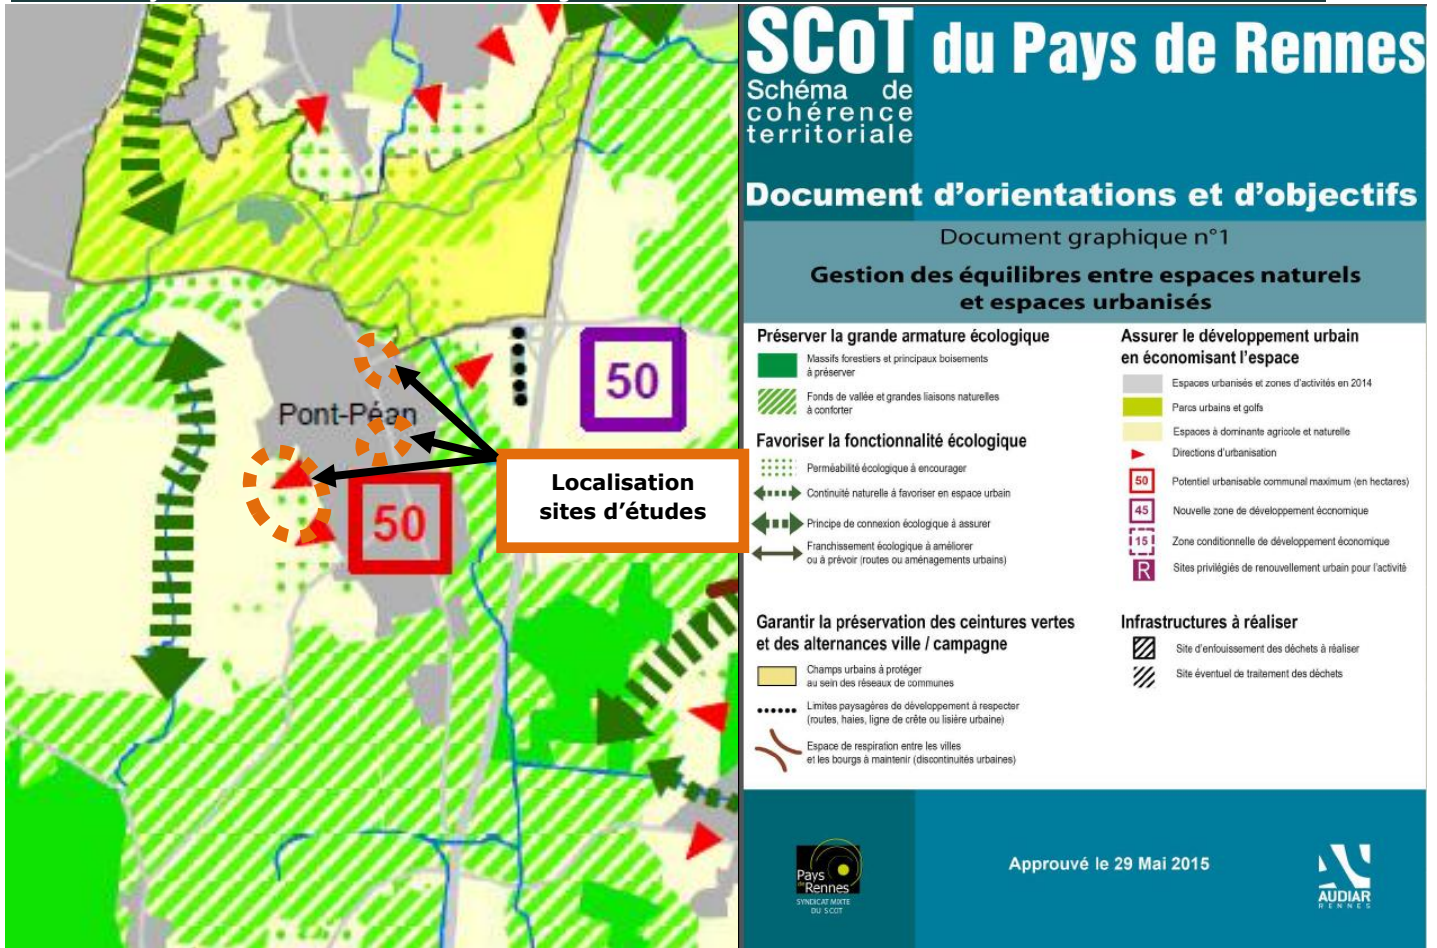 50
Pont-Péan
50
Localisation
sites d’études
SCoT du Pays de Rennes
Schéma de
cohérence
territoriale
Document d’orientations et d’objectifs
Document graphique n°1
Gestion des équilibres entre espaces naturels
et espaces urbanisés
Préserver la grande armature écologique
Massifs forestiers et principaux boisements
à préserver
Fonds de vallée et grandes liaisons naturelles
à conforter
Favoriser la fonctionnalité écologique
Perméabilité écologique à encourager
Continuité naturelle à favoriser en espace urbain
Principe de connexion écologique à assurer
Franchissement écologique à améliorer
ou à prévoir (routes ou aménagements urbains)
Garantir la préservation des ceintures vertes
et des alternances ville / campagne
Champs urbains à protéger
au sein des réseaux de communes
Limites paysagères de développement à respecter
(routes, haies, ligne de crête ou lisière urbaine)
Espace de respiration entre les villes
et les bourgs à maintenir (discontinuités urbaines)
Assurer le développement urbain
en économisant l’espace
Espaces urbanisés et zones d’activités en 2014
Parcs urbains et golfs
Espaces à dominante agricole et naturelle
Directions d’urbanisation
50 Potentiel urbanisable communal maximum (en hectares)
45 Nouvelle zone de développement économique
15 Zone conditionnelle de développement économique
R Sites privilégiés de renouvellement urbain pour l’activité
Infrastructures à réaliser
Site d’enfouissement des déchets à réaliser
Site éventuel de traitement des déchets
Pays
de Rennes
SYNDICAT MIXTE
DU SCOT
Approuvé le 29 Mai 2015
AUDIAR
RENNES